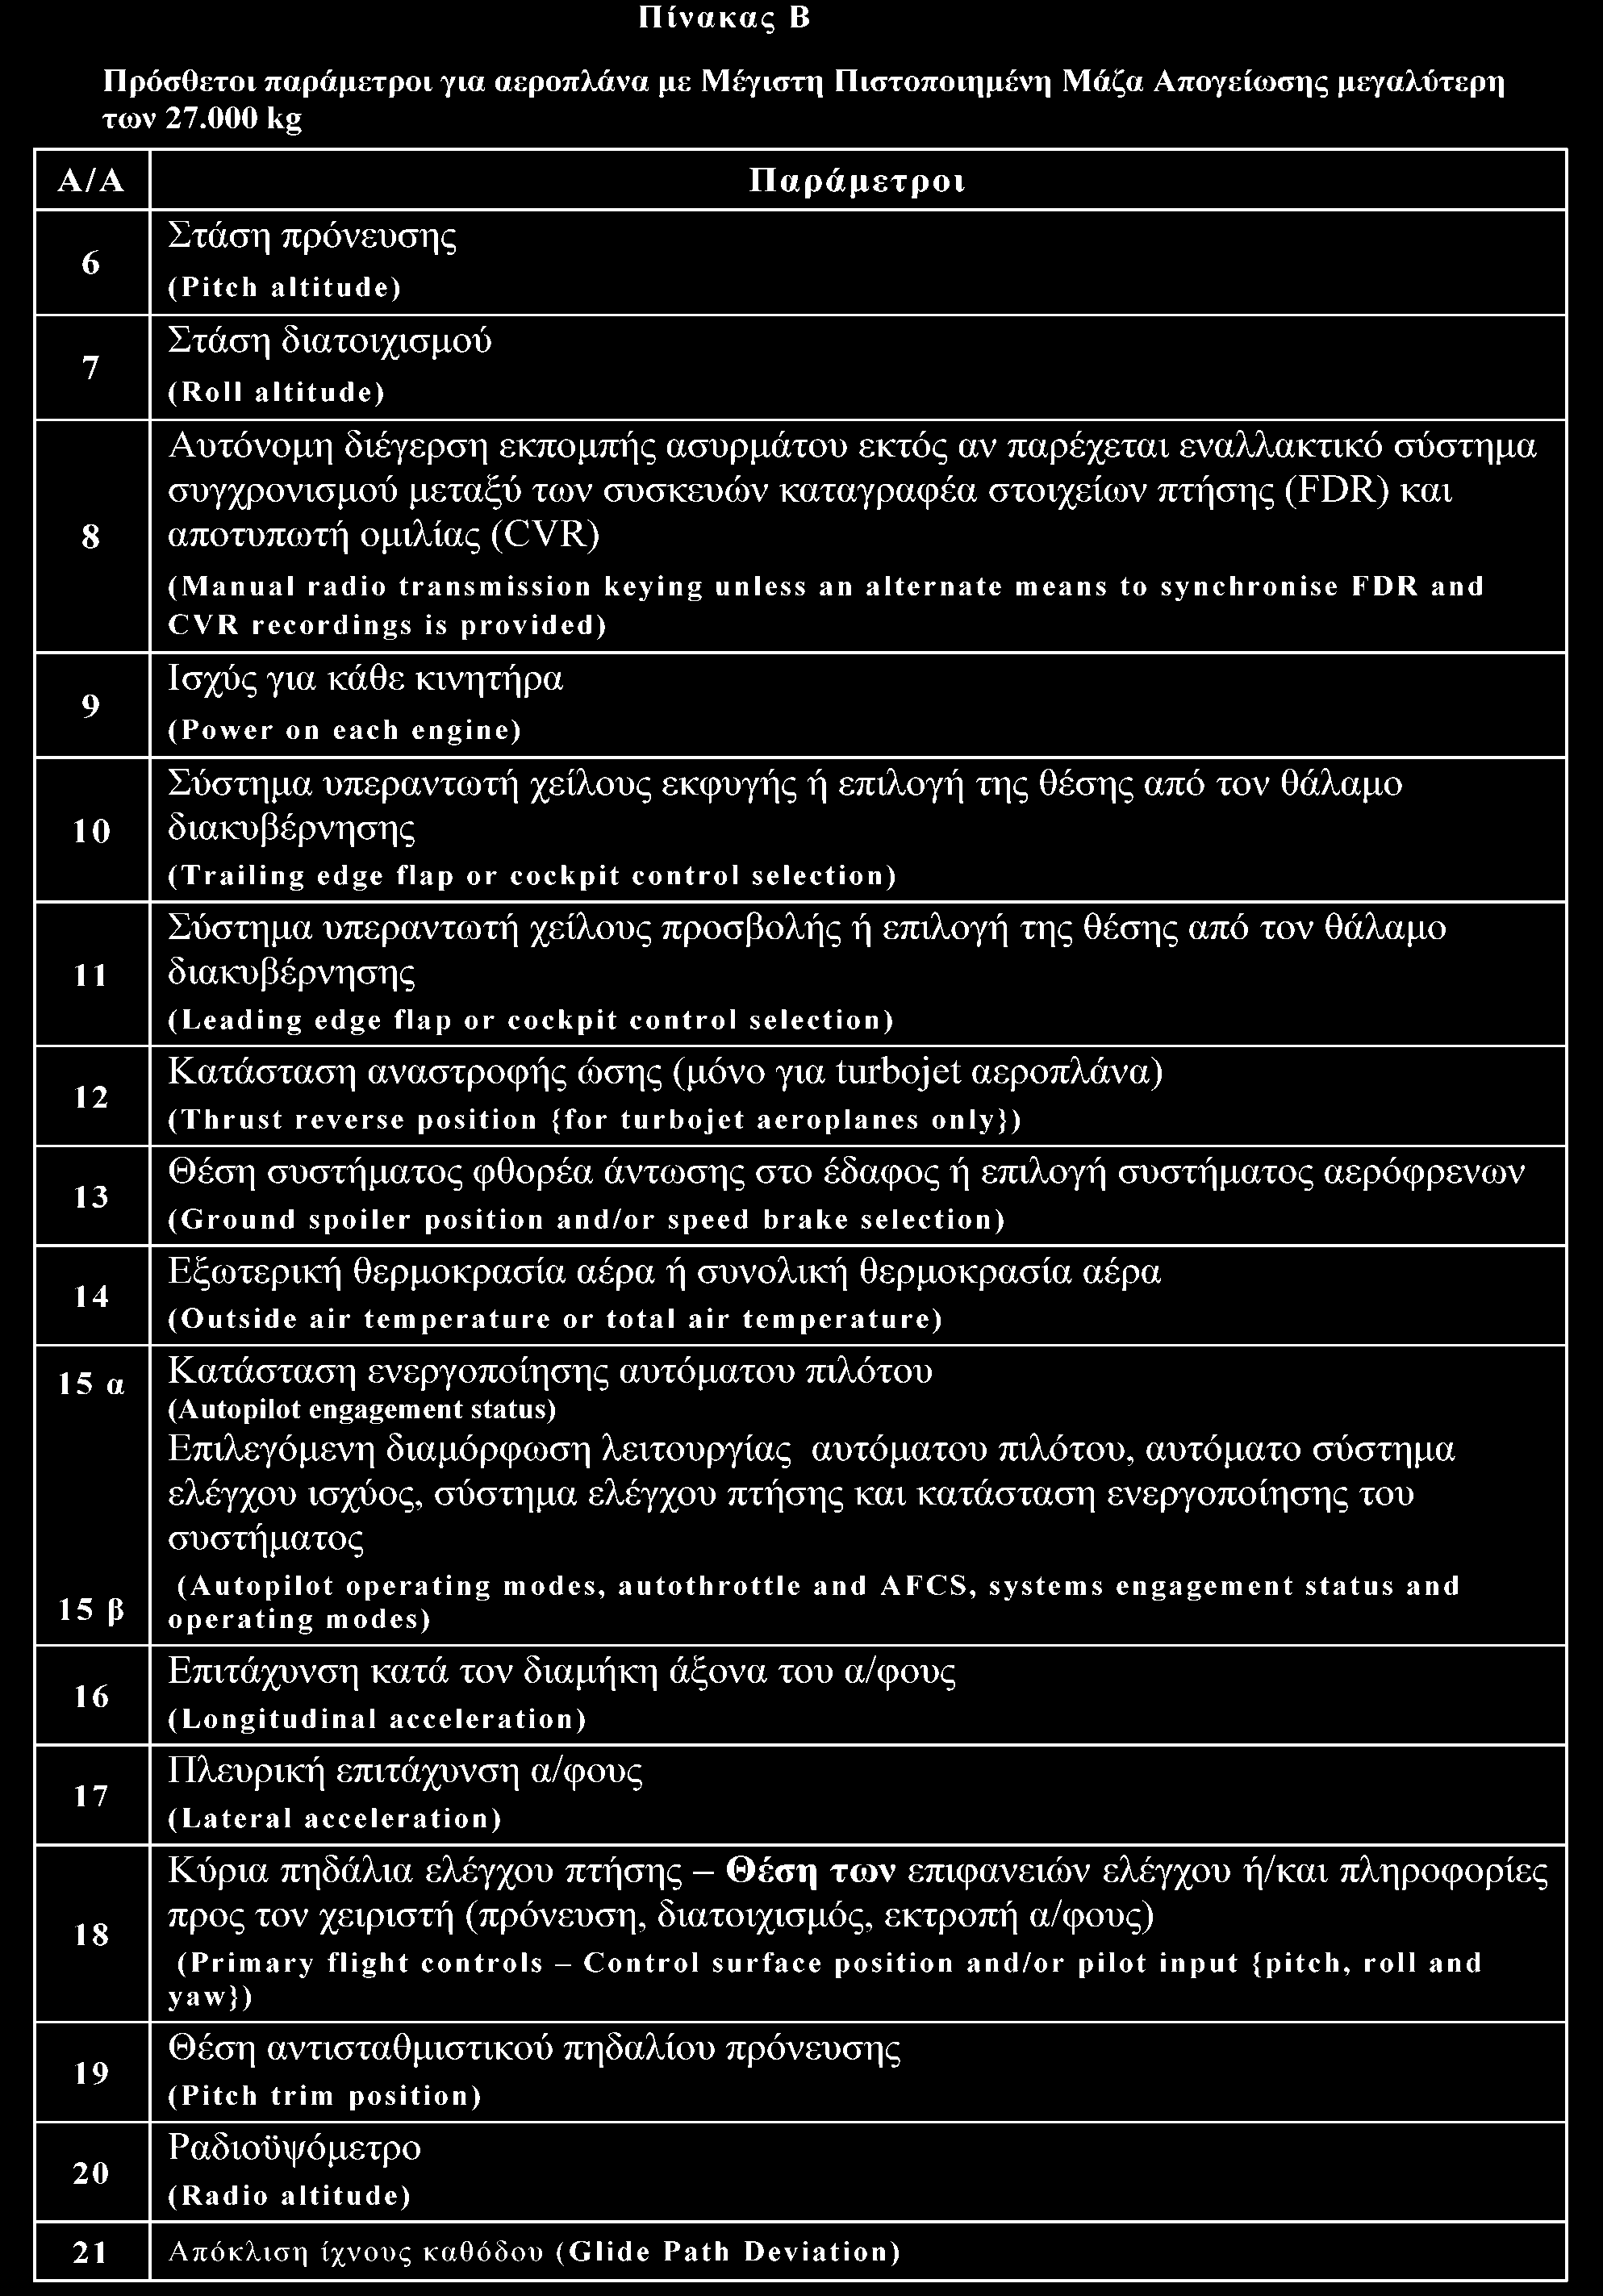 Πίνακας Β
Πρόσθετοι παράμετροι για αεροπλάνα με Μέγιστη Πιστοποιημένη Μάζα Απογείωσης μεγαλύτερη
των 27.000 kg
Α/Α Παράμετροι
6 Στάση πρόνευσης
(Pitch altitude)
7 Στάση διατοιχισμού
(Roll altitude)
Αυτόνομη διέγερση εκπομπής ασυρμάτου εκτός αν παρέχεται εναλλακτικό σύστημα
συγχρονισμού μεταξύ των συσκευών καταγραφέα στοιχείων πτήσης (FDR) και
8 αποτυπωτή ομιλίας (CVR)
(Manual radio transmission keying unless an alternate means to synchronise FDR and
CVR recordings is provided)
9 Ισχύς για κάθε κινητήρα
(Power on each engine)
Σύστημα υπεραντωτή χείλους εκφυγής ή επιλογή της θέσης από τον θάλαμο
10 διακυβέρνησης
(Trailing edge flap or cockpit control selection)
Σύστημα υπεραντωτή χείλους προσβολής ή επιλογή της θέσης από τον θάλαμο
11 διακυβέρνησης
(Leading edge flap or cockpit control selection)
12 Κατάσταση αναστροφής ώσης (μόνο για turbojet αεροπλάνα)
(Thrust reverse position {for turbojet aeroplanes only})
13 Θέση συστήματος φθορέα άντωσης στο έδαφος ή επιλογή συστήματος αερόφρενων
(Ground spoiler position and/or speed brake selection)
14 Εξωτερική θερμοκρασία αέρα ή συνολική θερμοκρασία αέρα
(Outside air temperature or total air temperature)
15 α Κατάσταση ενεργοποίησης αυτόματου πιλότου
(Autopilot engagement status)
Επιλεγόμενη διαμόρφωση λειτουργίας αυτόματου πιλότου, αυτόματο σύστημα
ελέγχου ισχύος, σύστημα ελέγχου πτήσης και κατάσταση ενεργοποίησης του
συστήματος
15 β (Autopilot operating modes, autothrottle and AFCS, systems engagement status and
operating modes)
16 Επιτάχυνση κατά τον διαμήκη άξονα του α/φους
(Longitudinal acceleration)
17 Πλευρική επιτάχυνση α/φους
(Lateral acceleration)
Κύρια πηδάλια ελέγχου πτήσης – Θέση των επιφανειών ελέγχου ή/και πληροφορίες
18 προς τον χειριστή (πρόνευση, διατοιχισμός, εκτροπή α/φους)
(Primary flight controls – Control surface position and/or pilot input {pitch, roll and
yaw})
19 Θέση αντισταθμιστικού πηδαλίου πρόνευσης
(Pitch trim position)
20 Ραδιοϋψόμετρο
(Radio altitude)
21 Απόκλιση ίχνους καθόδου (Glide Path Deviation)